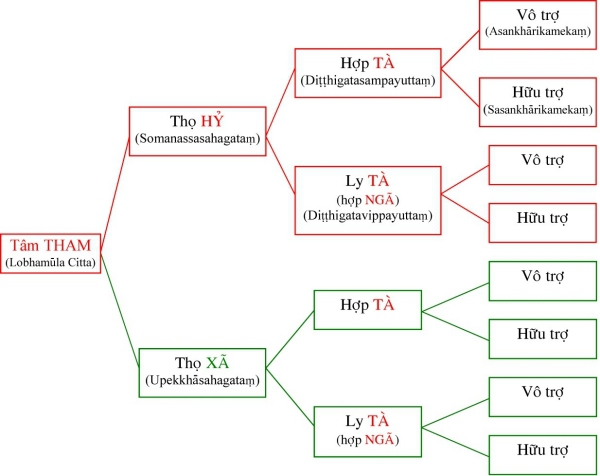 Vô trợ
(Asankhārikamekaṃ)
Hợp TÀ
(Diṭṭhigatasampayuttaṃ)
Hữu trợ
(Sasankhārikamekaṃ)
Thọ HỶ
(Somanassasahagataṃ)
Vô trợ
Ly TÀ
(hợp NGÃ)
(Diṭṭhigatavippayuttaṃ)
Hữu trợ
Tâm THAM
(Lobhamūla Citta)
Vô trợ
Hợp TÀ
Hữu trợ
Thọ XÃ
(Upekkhāsahagataṃ)
Vô trợ
Ly TÀ
(hợp NGÃ)
Hữu trợ